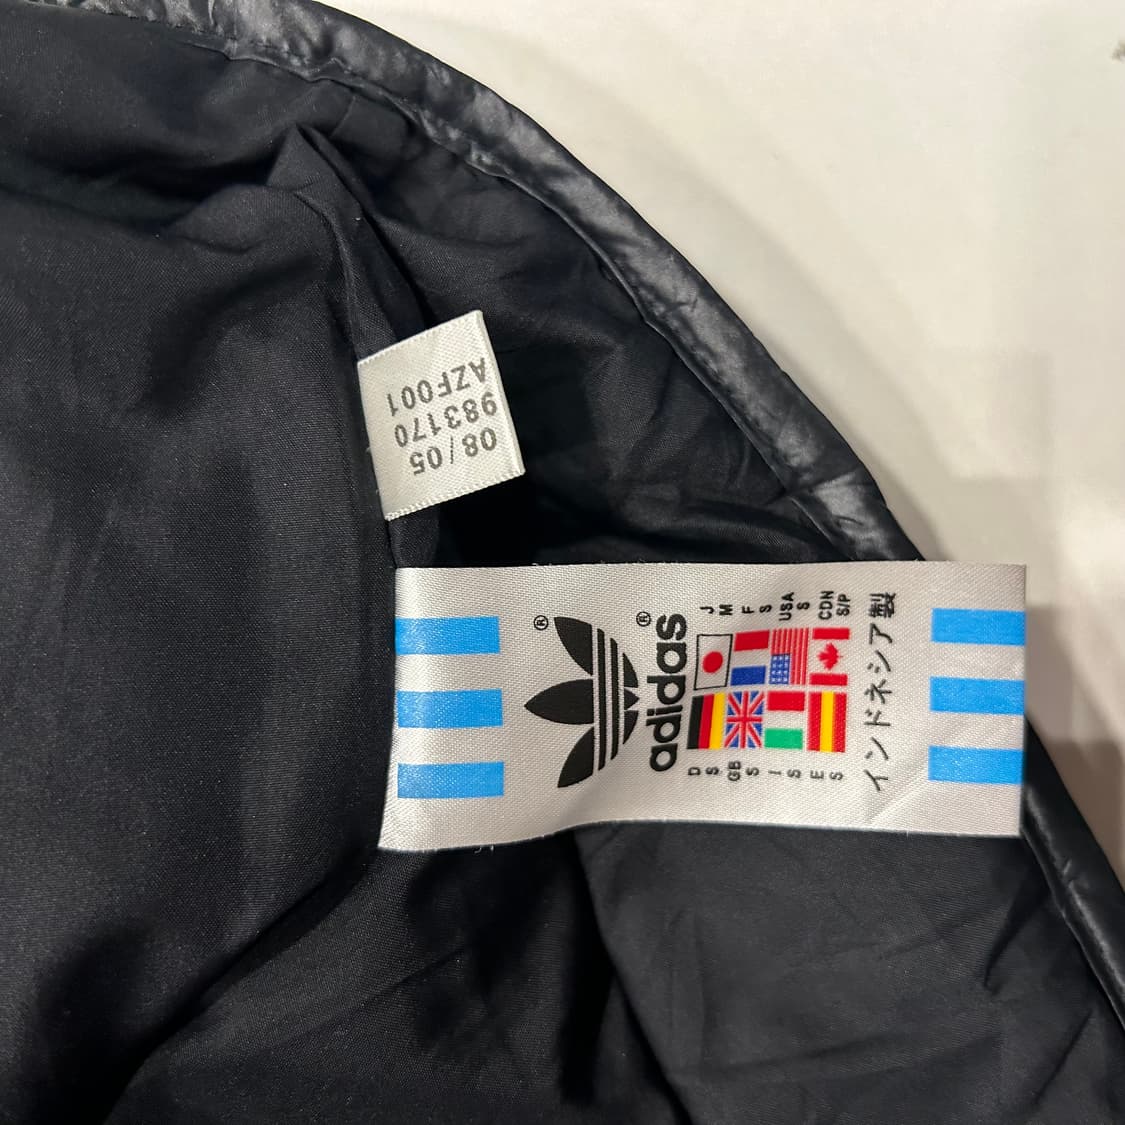 08/05
983170
AZF001
®
adidas®
D J
S M
GB F
S S
I USA
S S
E CDN
S S/P
インドネシア製